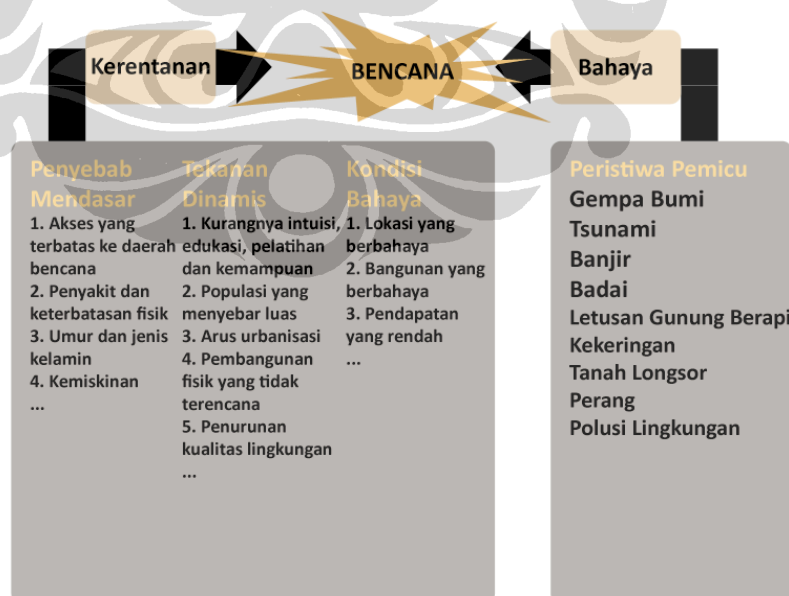 Kerentanan
BENCANA
Bahaya
Penyebab
Mendasar
1. Akses yang
terbatas ke daerah
bencana
2. Penyakit dan
keterbatasan fisik
3. Umur dan jenis
kelamin
4. Kemiskinan
...
Tekanan
Dinamis
1. Kurangnya intuisi,
edukasi, pelatihan
dan kemampuan
2. Populasi yang
menyebar luas
3. Arus urbanisasi
4. Pembangunan
fisik yang tidak
terencana
5. Penurunan
kualitas lingkungan
...
Kondisi
Bahaya
1. Lokasi yang
berbahaya
2. Bangunan yang
berbahaya
3. Pendapatan
yang rendah
...
Peristiwa Pemicu
Gempa Bumi
Tsunami
Banjir
Badai
Letusan Gunung Berapi
Kekeringan
Tanah Longsor
Perang
Polusi Lingkungan